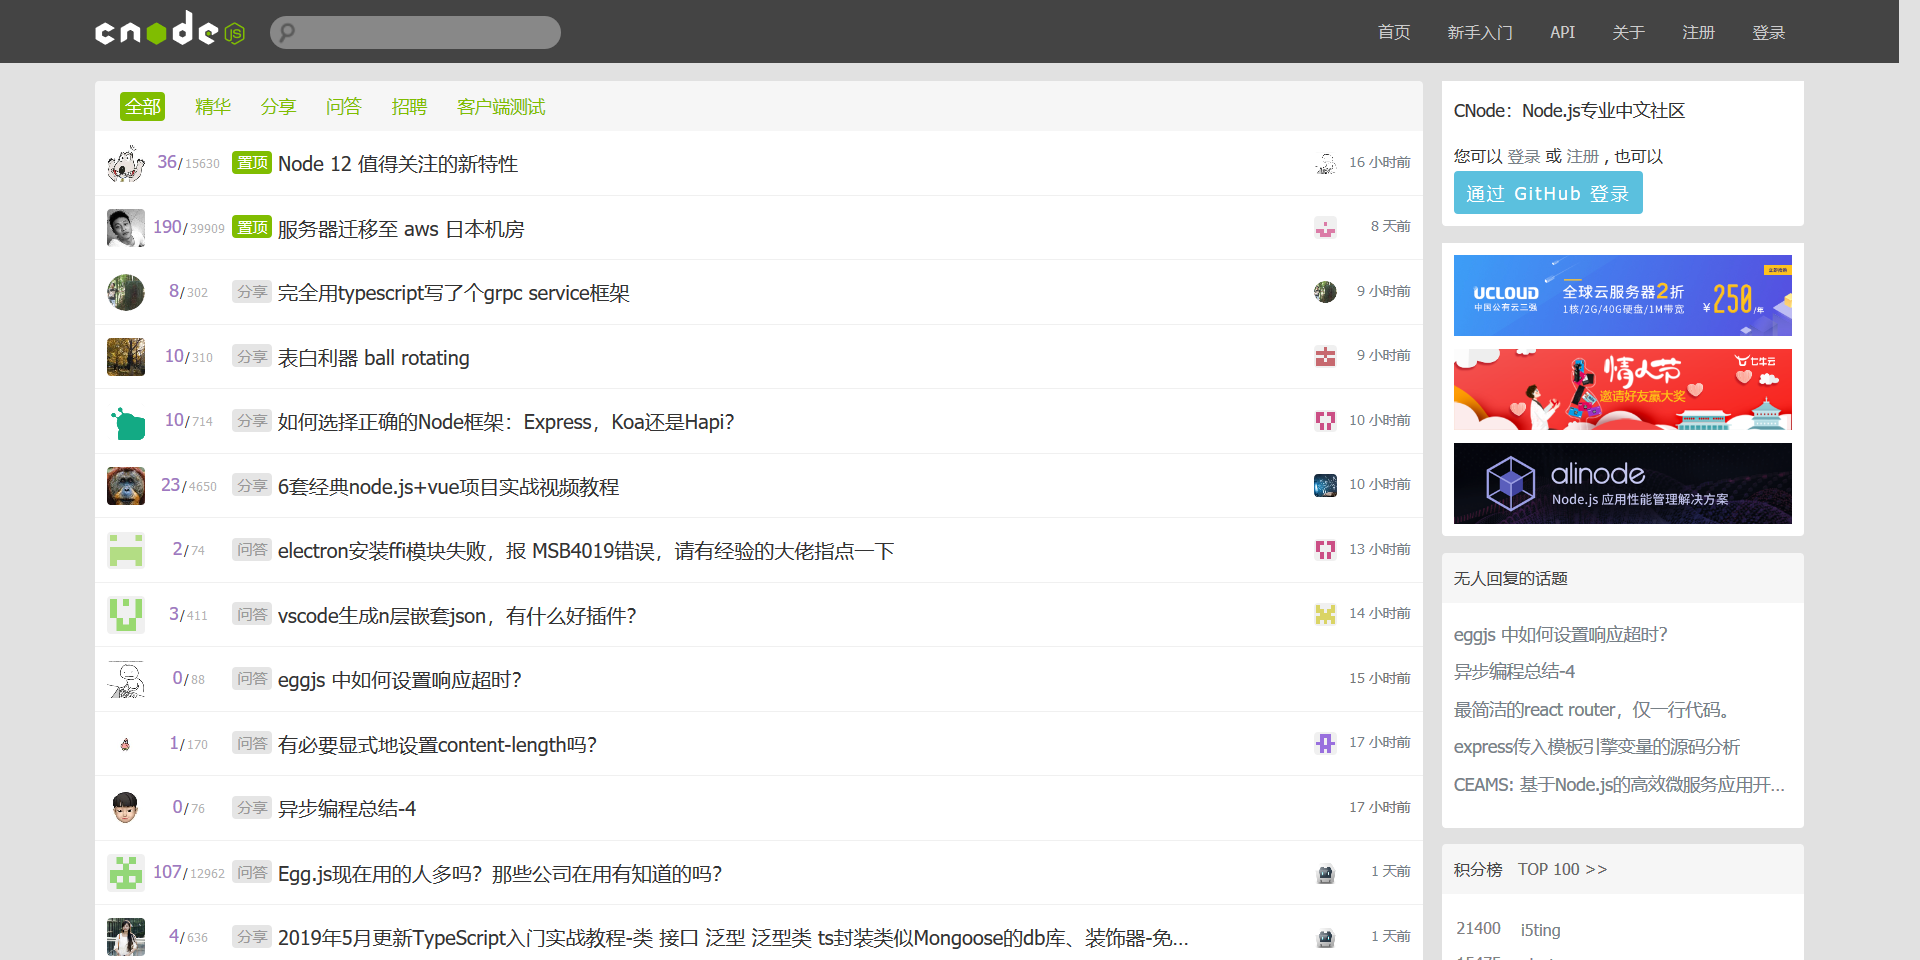 cnode JS
首页 新手入门 API 关于 注册 登录
全部 精华 分享 问答 招聘 客户端测试
36/15630 置顶 Node 12 值得关注的新特性 16 小时前
190/39909 置顶 服务器迁移至 aws 日本机房 8 天前
8/302 分享 完全用typescript写了个grpc service框架 9 小时前
10/310 分享 表白利器 ball rotating 9 小时前
10/714 分享 如何选择正确的Node框架：Express，Koa还是Hapi？ 10 小时前
23/4650 分享 6套经典node.js+vue项目实战视频教程 10 小时前
2/74 问答 electron安装ffi模块失败，报 MSB4019错误，请有经验的大佬指点一下 13 小时前
3/411 问答 vscode生成n层嵌套json，有什么好插件？ 14 小时前
0/88 问答 eggjs 中如何设置响应超时？ 15 小时前
1/170 问答 有必要显式地设置content-length吗？ 17 小时前
0/76 分享 异步编程总结-4 17 小时前
107/12962 问答 Egg.js现在用的人多吗？那些公司在用有知道的吗？ 1 天前
4/636 分享 2019年5月更新TypeScript入门实战教程-类 接口 泛型 泛型类 ts封装类似Mongoose的db库、装饰器-免... 1 天前
CNode：Node.js专业中文社区
您可以 登录 或 注册 , 也可以
通过 GitHub 登录
UCLOUD 全球云服务器2折
中国公有云三强 1核/2G/40G硬盘/1M带宽 ¥250/年
情人节 七牛云
邀请好友赢大奖
alinode
Node.js 应用性能管理解决方案
无人回复的话题
eggjs 中如何设置响应超时？
异步编程总结-4
最简洁的react router，仅一行代码。
express传入模板引擎变量的源码分析
CEAMS: 基于Node.js的高效微服务应用开...
积分榜 TOP 100 >>
21400 i5ting